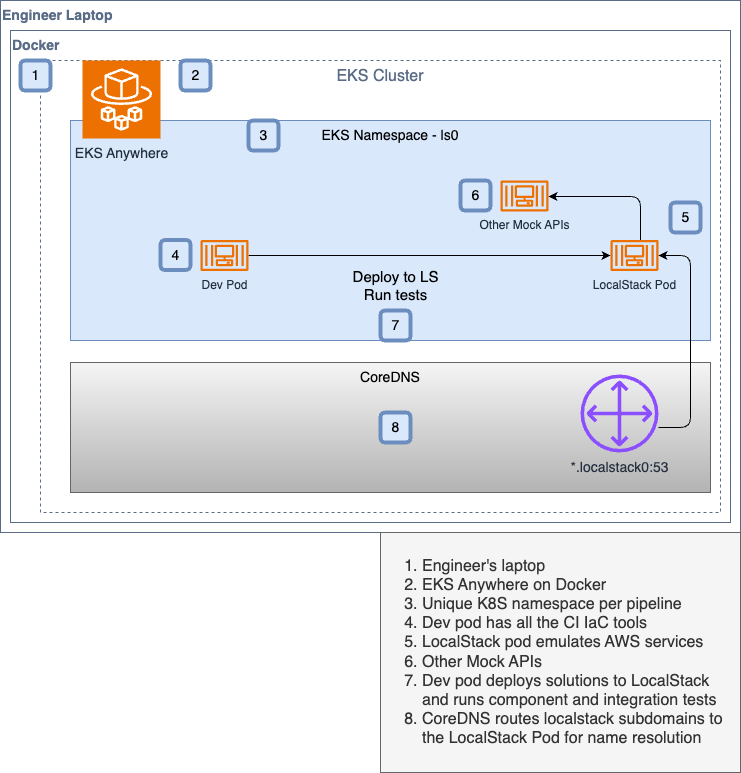 Engineer Laptop
Docker
1
2
EKS Cluster
EKS Anywhere
3
EKS Namespace - ls0
6
Other Mock APIs
5
4
Dev Pod
LocalStack Pod
Deploy to LS
Run tests
7
CoreDNS
8
*.localstack0:53
1. Engineer's laptop
2. EKS Anywhere on Docker
3. Unique K8S namespace per pipeline
4. Dev pod has all the CI IaC tools
5. LocalStack pod emulates AWS services
6. Other Mock APIs
7. Dev pod deploys solutions to LocalStack
and runs component and integration tests
8. CoreDNS routes localstack subdomains to
the LocalStack Pod for name resolution